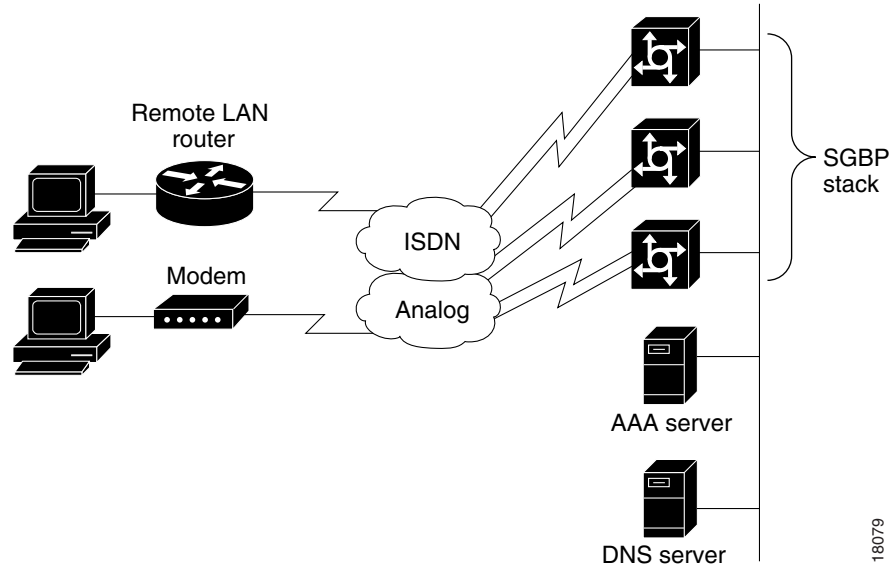 Remote LAN
router
ISDN
SGBP
stack
Modem
Analog
AAA server
DNS server
18079